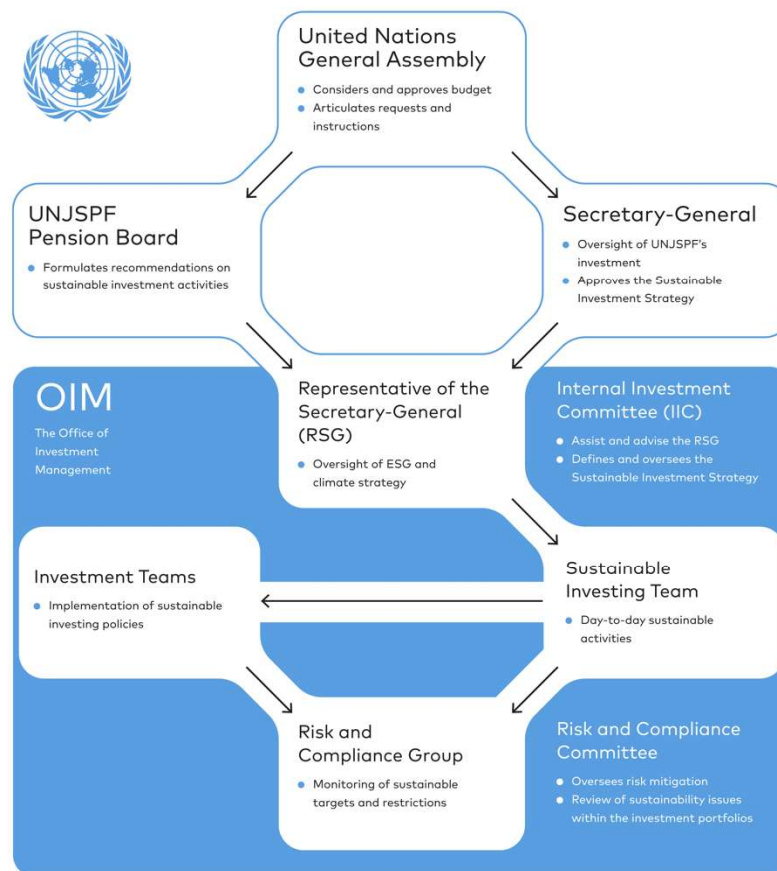 United Nations
General Assembly
Considers and approves budget
Articulates requests and
instructions
UNJSPF
Pension Board
Formulates recommendations on
sustainable investment activities
Secretary-General
Oversight of UNJSPF's
investment
Approves the Sustainable
Investment Strategy
OIM
The Office of
Investment
Management
Representative of the
Secretary-General
(RSG)
Oversight of ESG and
climate strategy
Internal Investment
Committee (IIC)
Assist and advise the RSG
Defines and oversees the
Sustainable Investment Strategy
Investment Teams
Implementation of sustainable
investing policies
Sustainable
Investing Team
Day-to-day sustainable
activities
Risk and
Compliance Group
Monitoring of sustainable
targets and restrictions
Risk and Compliance
Committee
Oversees risk mitigation
Review of sustainability issues
within the investment portfolios